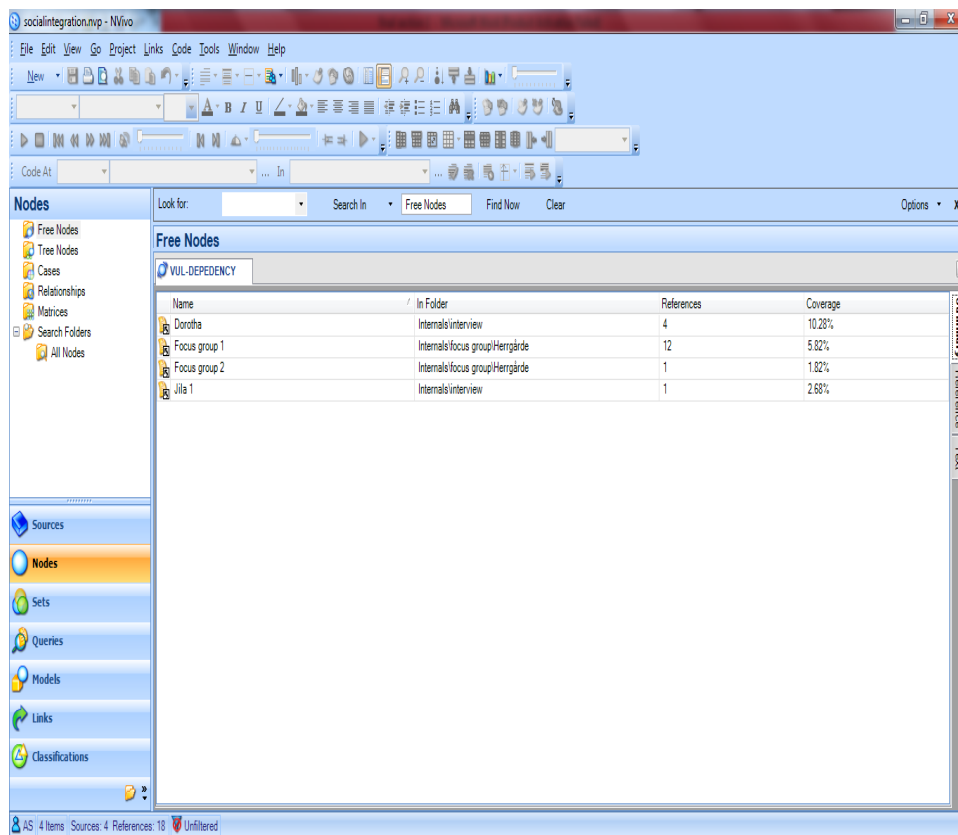 socialintegration.nvp - NVivo
File Edit View Go Project Links Code Tools Window Help
New
A B I U
Code At ... In ...
Nodes
Free Nodes
Tree Nodes
Cases
Relationships
Matrices
Search Folders
All Nodes
Sources
Nodes
Sets
Queries
Models
Links
Classifications
Look for: Search In Free Nodes Find Now Clear Options x
Free Nodes
VUL-DEPEDENCY
Name / In Folder References Coverage
Dorotha Internals\interview 4 10.28%
Focus group 1 Internals\focus group\Herrgårde 12 5.82%
Focus group 2 Internals\focus group\Herrgårde 1 1.82%
Jila 1 Internals\interview 1 2.68%
Summary
Reference
Text
AS 4 Items Sources: 4 References: 18 Unfiltered